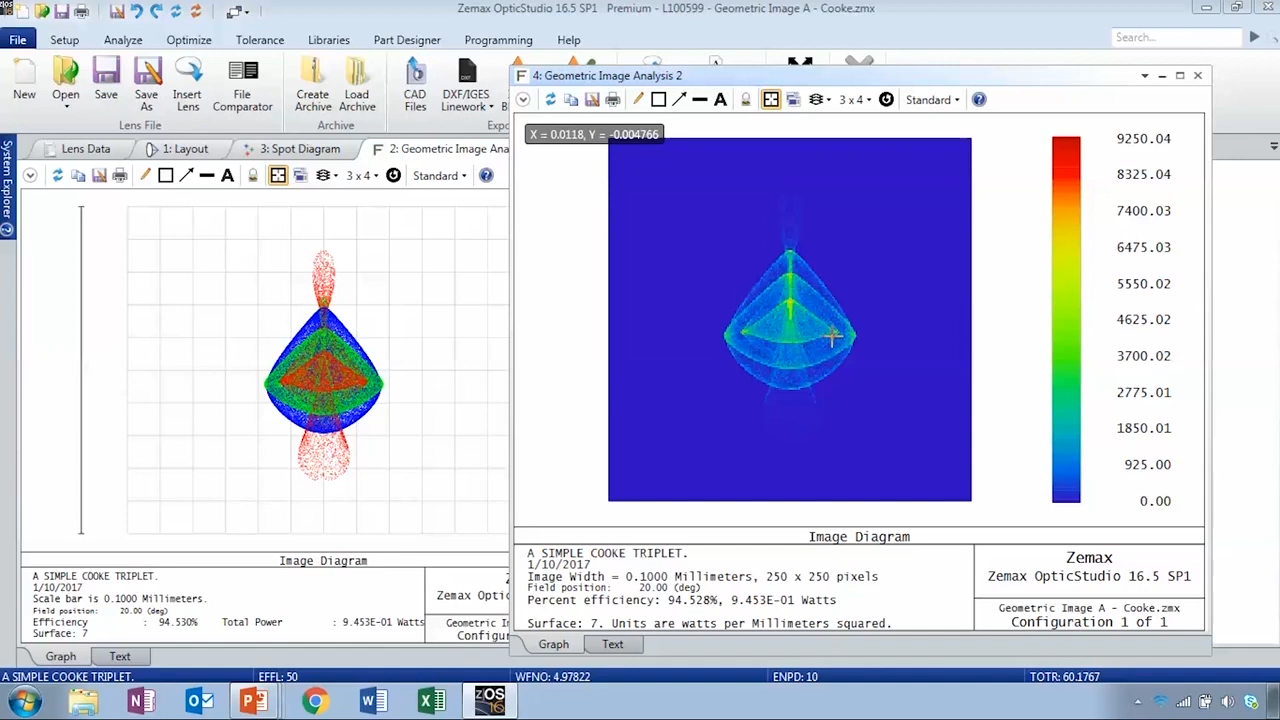 Zemax OpticStudio 16.5 SP1 Premium - L100599 - Geometric Image A - Cooke.zmx
File Setup Analyze Optimize Tolerance Libraries Part Designer Programming Help Search...
New Open Save Save As Insert Lens File Comparator Create Archive Load Archive CAD Files DXF/IGES Linework
Lens File Archive
4: Geometric Image Analysis 2
3 x 4 Standard
Lens Data 1: Layout 3: Spot Diagram 2: Geometric Image Ana
3 x 4 Standard
System Explorer
X = 0.0118, Y = -0.004766
9250.04
8325.04
7400.03
6475.03
5550.02
4625.02
3700.02
2775.01
1850.01
925.00
0.00
Image Diagram
A SIMPLE COOKE TRIPLET.
1/10/2017
Image Width = 0.1000 Millimeters, 250 x 250 pixels
Field position: 20.00 (deg)
Percent efficiency: 94.528%, 9.453E-01 Watts
Surface: 7. Units are watts per Millimeters squared.
Zemax
Zemax OpticStudio 16.5 SP1
Geometric Image A - Cooke.zmx
Configuration 1 of 1
Graph Text
Image Diagram
A SIMPLE COOKE TRIPLET.
1/10/2017
Scale bar is 0.1000 Millimeters.
Field position: 20.00 (deg)
Efficiency : 94.530% Total Power : 9.453E-01 Watts
Surface: 7
Zemax Opt
Geometric Im
Configu
Graph Text
A SIMPLE COOKE TRIPLET. EFFL: 50 WFNO: 4.97822 ENPD: 10 TOTR: 60.1767